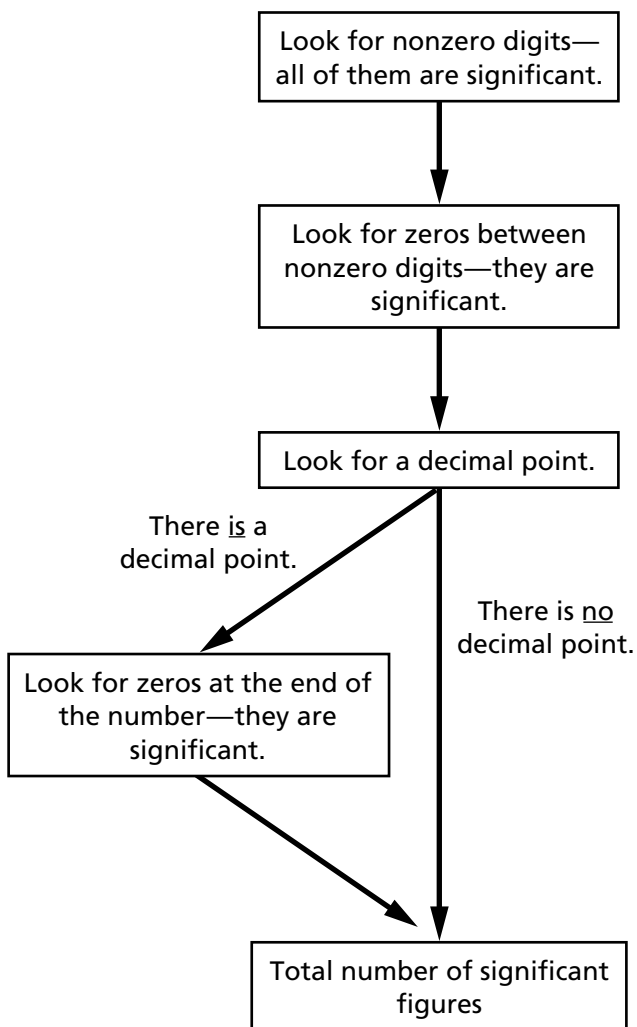 Look for nonzero digits—
all of them are significant.
Look for zeros between
nonzero digits—they are
significant.
Look for a decimal point.
There is a
decimal point.
There is no
decimal point.
Look for zeros at the end of
the number—they are
significant.
Total number of significant
figures